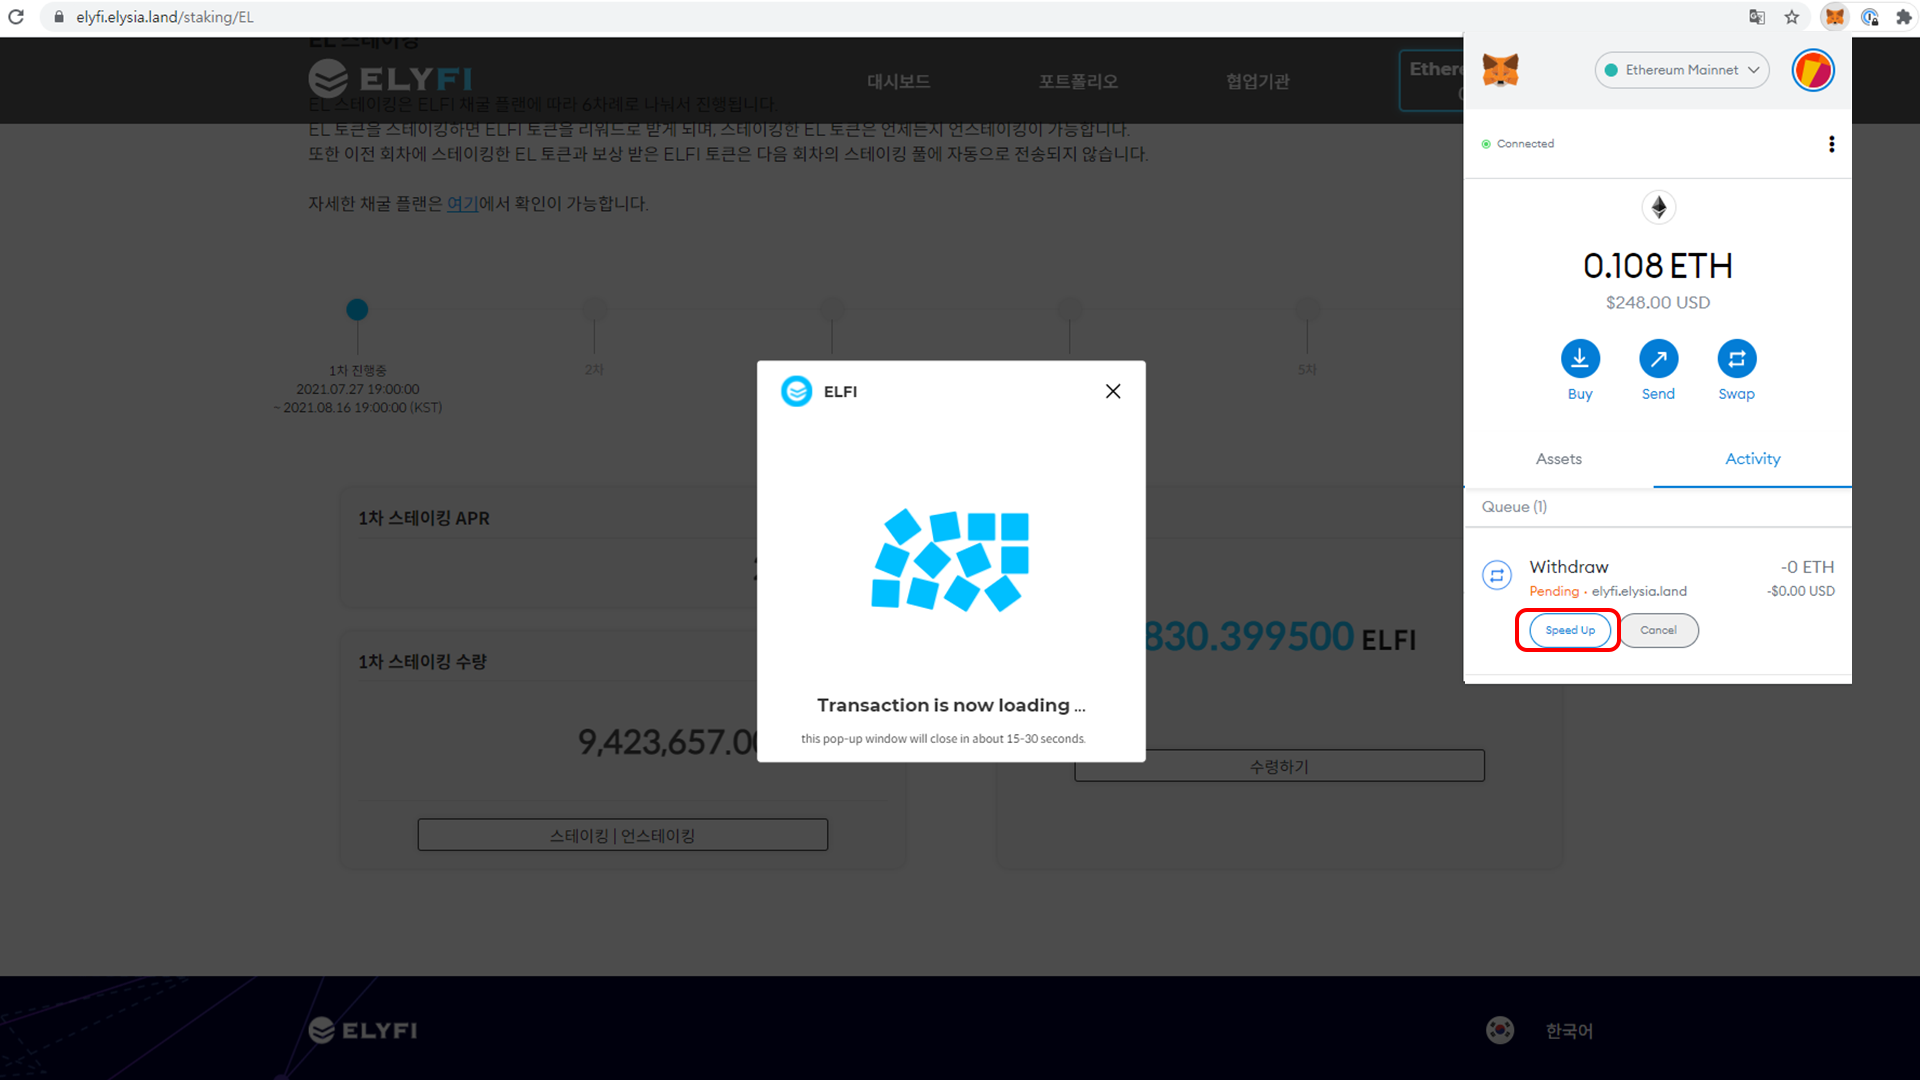 elyfi.elysia.land/staking/EL
EL 스테이킹
ELYFI
대시보드
포트폴리오
협업기관
EL 스테이킹은 ELFI 채굴 플랜에 따라 6차례로 나눠서 진행됩니다.
EL 토큰을 스테이킹하면 ELFI 토큰을 리워드로 받게 되며, 스테이킹한 EL 토큰은 언제든지 언스테이킹이 가능합니다.
또한 이전 회차에 스테이킹한 EL 토큰과 보상 받은 ELFI 토큰은 다음 회차의 스테이킹 풀에 자동으로 전송되지 않습니다.
자세한 채굴 플랜은 여기에서 확인이 가능합니다.
1차 진행중
2021.07.27 19:00:00
~ 2021.08.16 19:00:00 (KST)
2차
5차
1차 스테이킹 APR
1차 스테이킹 수량
9,423,657.0
스테이킹 | 언스테이킹
830.399500 ELFI
수령하기
ELFI
Transaction is now loading ...
this pop-up window will close in about 15-30 seconds.
Ethereum Mainnet
Connected
0.108 ETH
$248.00 USD
Buy
Send
Swap
Assets
Activity
Queue (1)
Withdraw
-0 ETH
Pending · elyfi.elysia.land
-$0.00 USD
Speed Up
Cancel
ELYFI
한국어